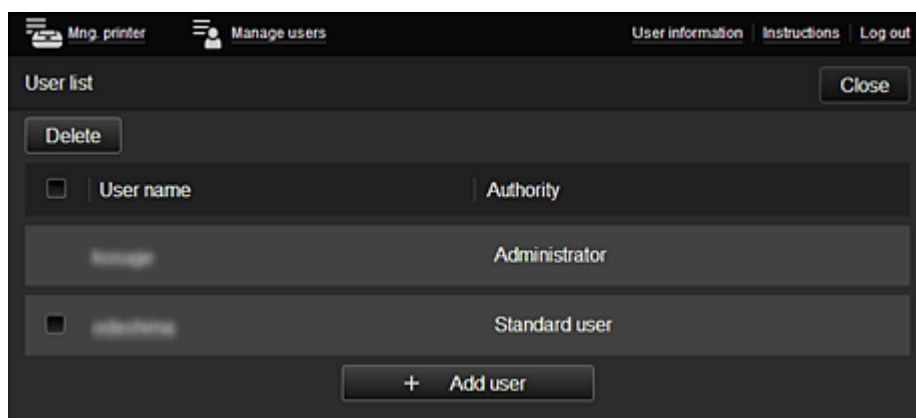 Mng. printer Manage users User information Instructions Log out
User list Close
Delete
User name Authority
Administrator
Standard user
+ Add user